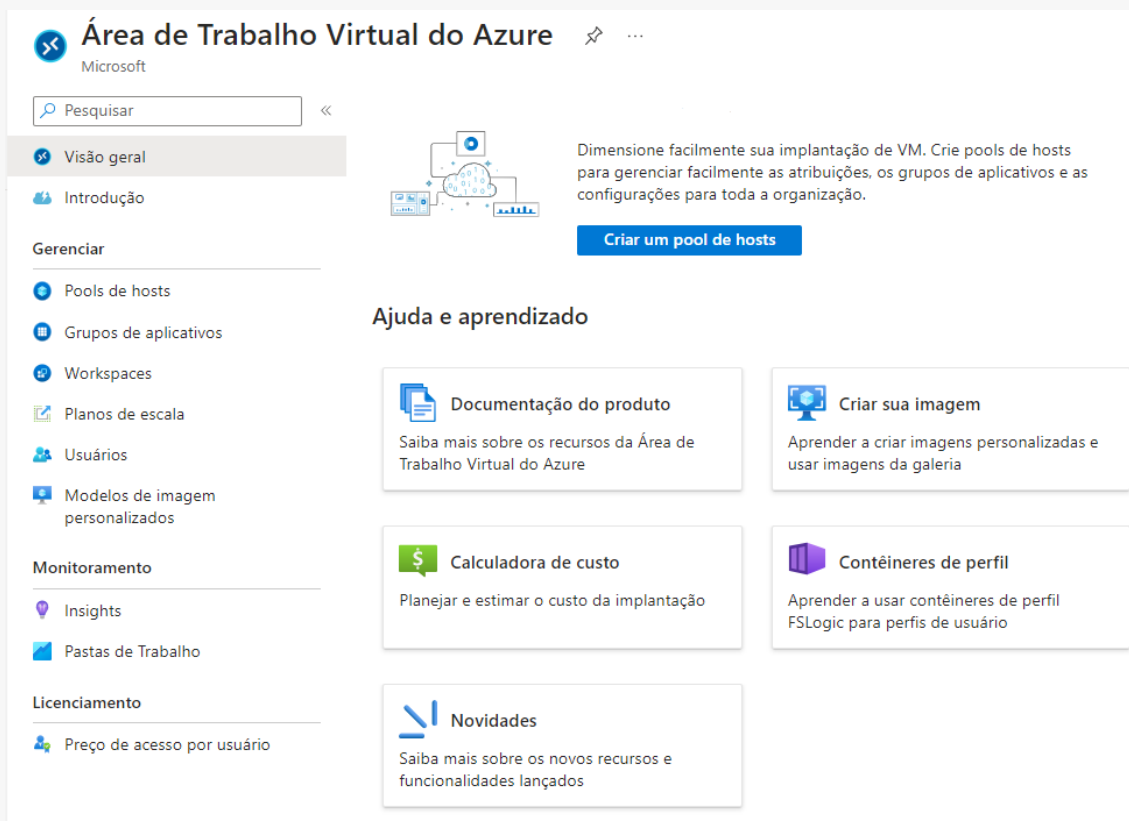 Área de Trabalho Virtual do Azure
Microsoft
Pesquisar
Visão geral
Introdução
Gerenciar
Pools de hosts
Grupos de aplicativos
Workspaces
Planos de escala
Usuários
Modelos de imagem
personalizados
Monitoramento
Insights
Pastas de Trabalho
Licenciamento
Preço de acesso por usuário
Dimensione facilmente sua implantação de VM. Crie pools de hosts
para gerenciar facilmente as atribuições, os grupos de aplicativos e as
configurações para toda a organização.
Criar um pool de hosts
Ajuda e aprendizado
Documentação do produto
Saiba mais sobre os recursos da Área de
Trabalho Virtual do Azure
Criar sua imagem
Aprender a criar imagens personalizadas e
usar imagens da galeria
Calculadora de custo
Planejar e estimar o custo da implantação
Contêineres de perfil
Aprender a usar contêineres de perfil
FSLogic para perfis de usuário
Novidades
Saiba mais sobre os novos recursos e
funcionalidades lançados